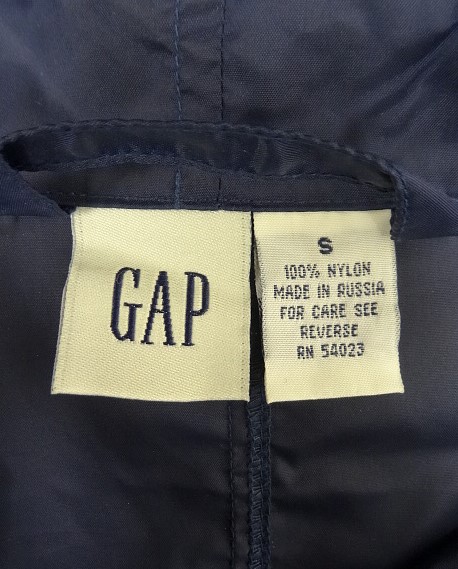 GAP
S
100% NYLON
MADE IN RUSSIA
FOR CARE SEE
REVERSE
RN 54023